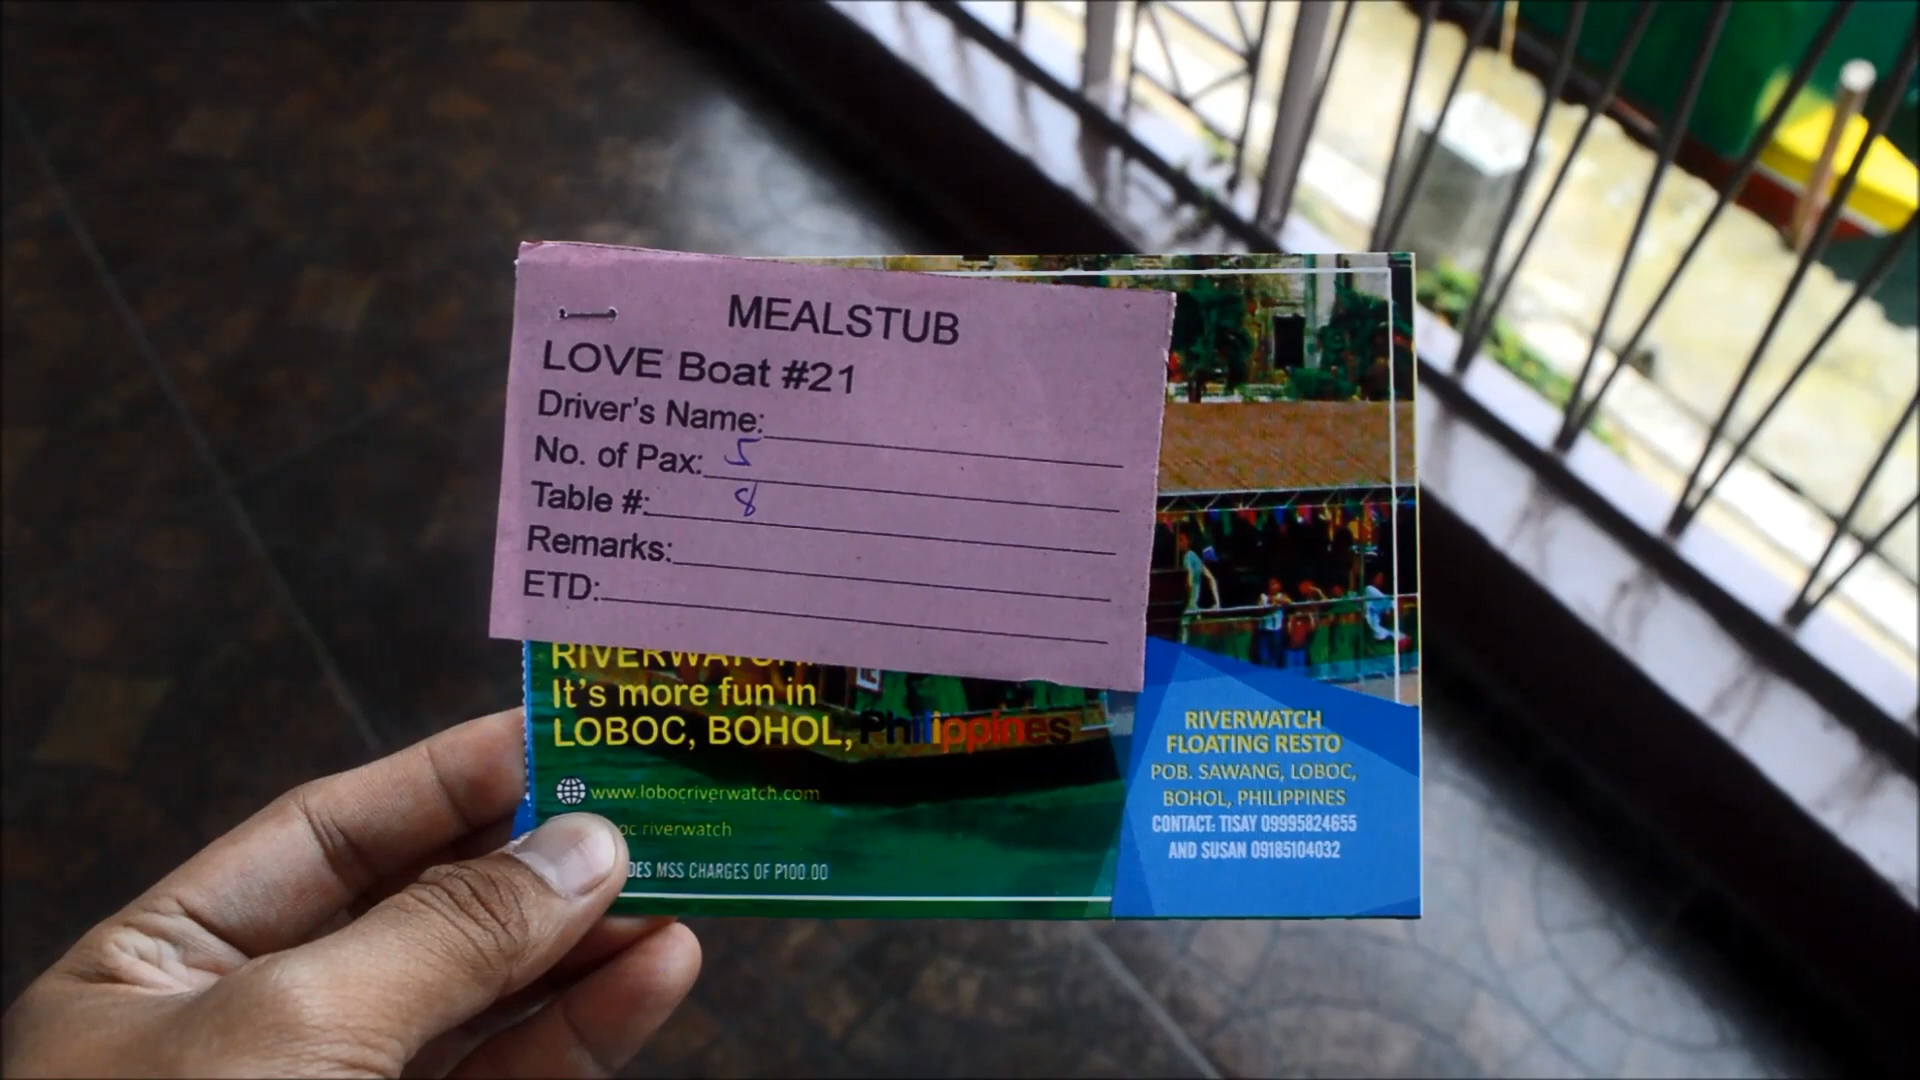 MEALSTUB
LOVE Boat #21
Driver's Name:
No. of Pax: 5
Table #: 8
Remarks:
ETD:
RIVERWATCH
It's more fun in
LOBOC, BOHOL, Philippines
www.lobocriverwatch.com
riverwatch
MSS CHARGES OF P100.00
RIVERWATCH
FLOATING RESTO
POB. SAWANG, LOBOC,
BOHOL, PHILIPPINES
CONTACT: TISAY 09995824655
AND SUSAN 09185104032